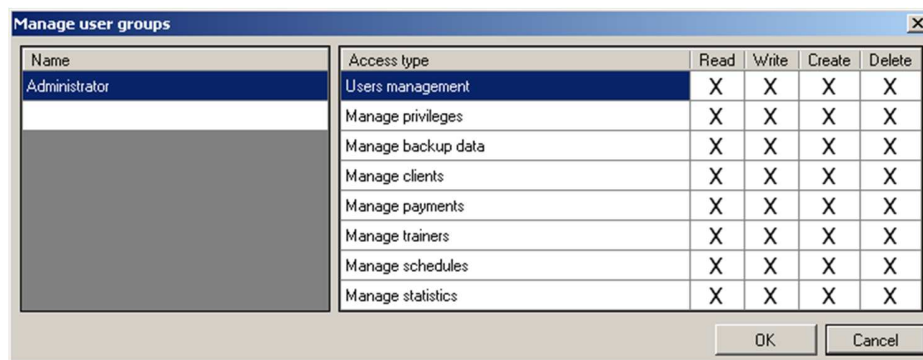 Manage user groups
Name
Access type Read Write Create Delete
Administrator
Users management X X X X
Manage privileges X X X X
Manage backup data X X X X
Manage clients X X X X
Manage payments X X X X
Manage trainers X X X X
Manage schedules X X X X
Manage statistics X X X X
OK Cancel